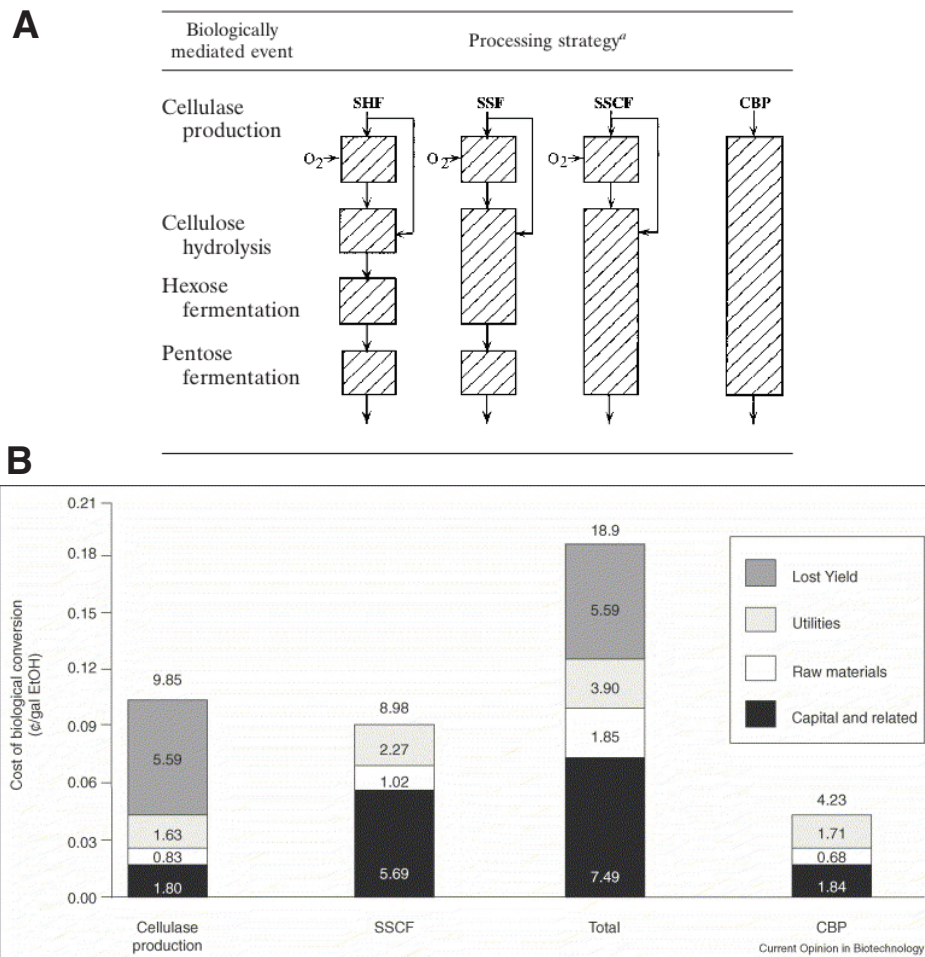 A
Biologically
mediated event
Processing strategyᵃ
Cellulase
production
SHF
SSF
SSCF
CBP
O₂
O₂
O₂
Cellulose
hydrolysis
Hexose
fermentation
Pentose
fermentation
B
Cost of biological conversion
(¢/gal EtOH)
0.21
0.18
0.15
0.12
0.09
0.06
0.03
0.00
9.85
5.59
1.63
0.83
1.80
8.98
2.27
1.02
5.69
18.9
5.59
3.90
1.85
7.49
4.23
1.71
0.68
1.84
Lost Yield
Utilities
Raw materials
Capital and related
Cellulase
production
SSCF
Total
CBP
Current Opinion in Biotechnology